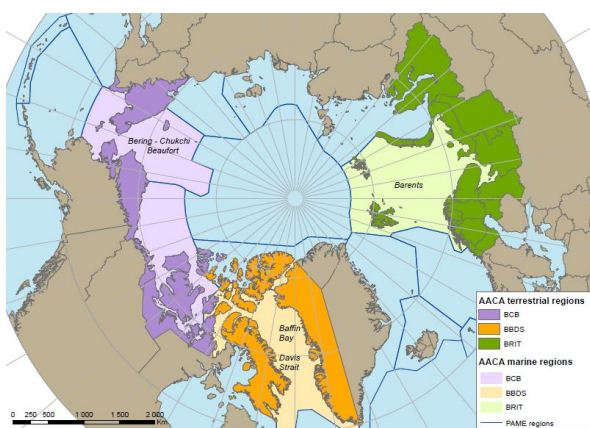 Bering - Chukchi
Beaufort
Barents
Baffin
Bay
Davis
Strait
AACA terrestrial regions
BCB
BBDS
BRIT
AACA marine regions
BCB
BBDS
BRIT
PAME regions
0 250 500 1 000 1 500 2 000
Km